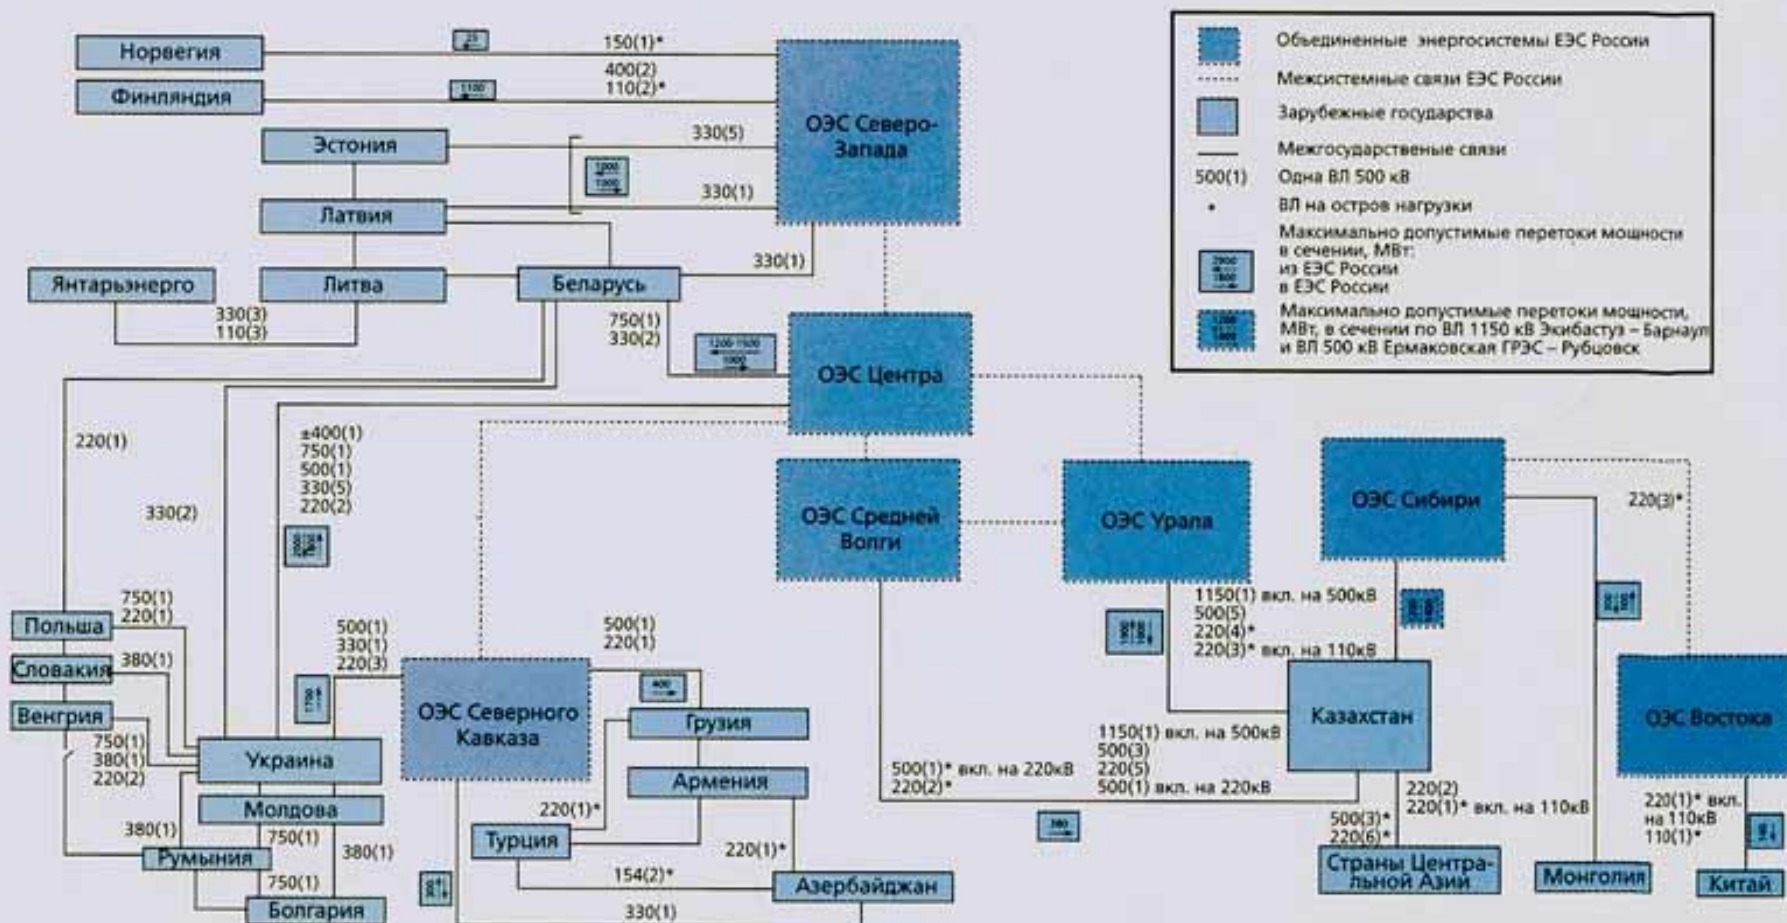 Норвегия
25
150(1)*
Финляндия
1100
400(2)
110(2)*
Эстония
330(5)
1000
1000
ОЭС Северо-
Запада
Латвия
330(1)
Янтарьэнерго
Литва
Беларусь
330(1)
330(3)
110(3)
750(1)
330(2)
1200-1500
1000
ОЭС Центра
Объединенные энергосистемы ЕЭС России
Межсистемные связи ЕЭС России
Зарубежные государства
Межгосударственые связи
500(1) Одна ВЛ 500 кВ
* ВЛ на остров нагрузки
Максимально допустимые перетоки мощности
в сечении, МВт:
из ЕЭС России
в ЕЭС России
Максимально допустимые перетоки мощности,
МВт, в сечении по ВЛ 1150 кВ Экибастуз – Барнаул
и ВЛ 500 кВ Ермаковская ГРЭС – Рубцовск
220(1)
±400(1)
750(1)
500(1)
330(5)
220(2)
330(2)
ОЭС Средней
Волги
ОЭС Урала
ОЭС Сибири
220(3)*
750(1)
220(1)
Польша
Словакия
380(1)
Венгрия
750(1)
380(1)
220(2)
500(1)
330(1)
220(3)
1700
ОЭС Северного
Кавказа
500(1)
220(1)
400
Грузия
Армения
1150(1) вкл. на 500кВ
500(5)
220(4)*
220(3)* вкл. на 110кВ
Казахстан
ОЭС Востока
Украина
Молдова
380(1)
750(1)
380(1)
Румыния
750(1)
Болгария
220(1)*
Турция
220(1)*
154(2)*
Азербайджан
330(1)
500(1)* вкл. на 220кВ
220(2)*
1150(1) вкл. на 500кВ
500(3)
220(5)
500(1) вкл. на 220кВ
220(2)
220(1)* вкл. на 110кВ
500(3)*
220(6)*
Страны Центра-
льной Азий
Монголия
220(1)* вкл.
на 110кВ
110(1)*
Китай